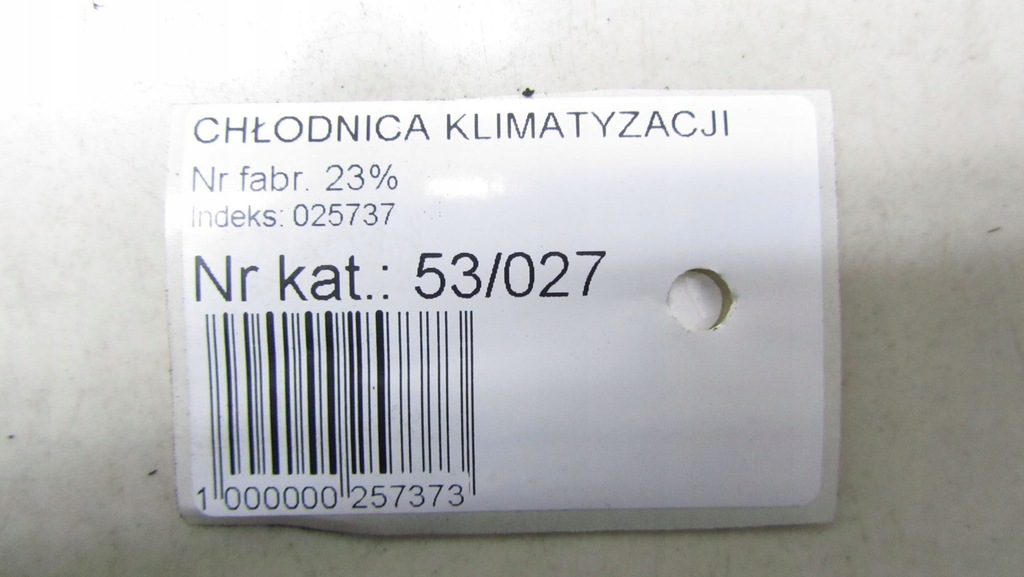 CHŁODNICA KLIMATYZACJI
Nr fabr. 23%
Indeks: 025737
Nr kat.: 53/027
1 000000 257373